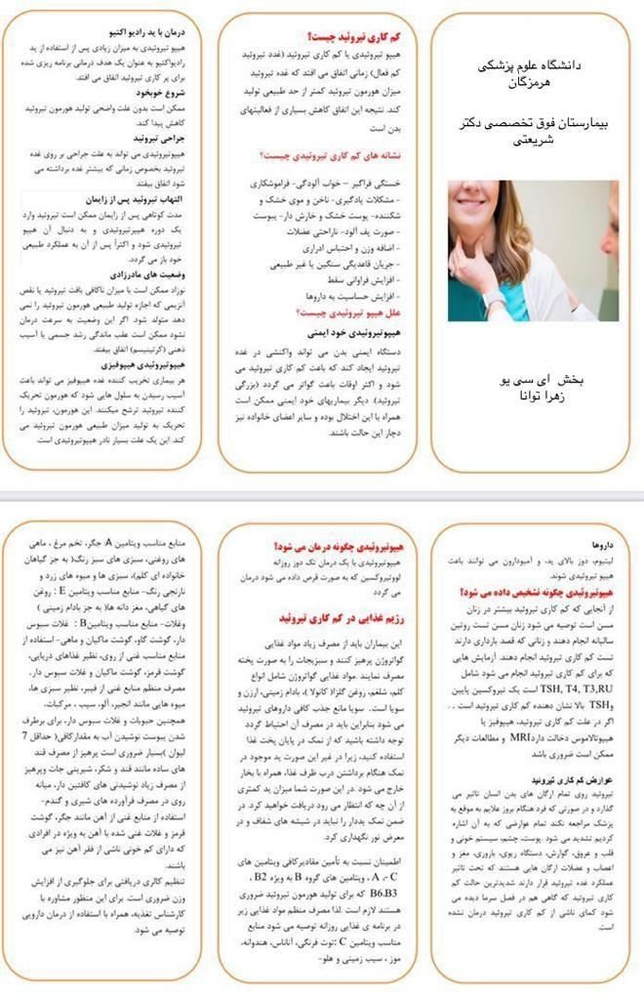 دانشگاه علوم پزشکی
هرمزگان
بیمارستان فوق تخصصی دکتر
شریعتی
بخش ای سی یو
زهرا توانا
کم کاری تیروئید چیست؟
هیپو تیروئیدی یا کم کاری تیروئید (غدد تیروئید
کم فعال) زمانی اتفاق می افتد که غده تیروئید
میزان هورمون تیروئید کمتر از حد طبیعی تولید
کند. نتیجه این اتفاق کاهش بسیاری از فعالیتهای
بدن است
نشانه های کم کاری تیروئیدی چیست؟
خستگی فراگیر – خواب آلودگی- فراموشکاری
- مشکلات یادگیری- ناخن و موی خشک و
شکننده- پوست خشک و خارش دار- یبوست
- صورت پف آلود- ناراحتی عضلات
- اضافه وزن و احتباس ادراری
- جریان قاعدگی سنگین یا غیر طبیعی
- افزایش فراوانی سقط
- افزایش حساسیت به داروها
علل هیپو تیروئیدی چیست؟
هیپوتیروئیدی خود ایمنی
دستگاه ایمنی بدن می تواند واکنشی در غده
تیروئید ایجاد کند که باعث کم کاری تیروئید می
شود و اکثر اوقات باعث گواتر می گردد (بزرگی
تیروئید). دیگر بیماریهای خود ایمنی ممکن است
همراه با این اختلال بوده و سایر اعضای خانواده نیز
دچار این حالت باشند.
درمان با ید رادیو اکتیو
هیپو تیروئیدی به میزان زیادی پس از استفاده از ید
رادیواکتیو به عنوان یک هدف درمانی برنامه ریزی شده
برای پر کاری تیروئید اتفاق می افتد.
شروع خوبخود
ممکن است بدون علت واضحی تولید هورمون تیروئید
کاهش پیدا کند.
جراحی تیروئید
هیپوتیروئیدی می تواند به علت جراحی بر روی غده
تیروئید بخصوص زمانی که بیشتر غده برداشته می
شود اتفاق بیفتد
التهاب تیروئید پس از زایمان
مدت کوتاهی پس از زایمان ممکن است تیروئید وارد
یک دوره هیپرتیروئیدی و به دنبال آن هیپو
تیروئیدی شود و اکثراً پس از آن به عملکرد طبیعی
خود باز می گردد.
وضعیت های مادرزادی
نوزاد ممکن است با میزان ناکافی بافت تیروئید یا نقص
آنزیمی که اجازه تولید طبیعی هورمون تیروئید را نمی
دهد متولد شود. اگر این وضعیت به سرعت درمان
نشود ممکن است عقب ماندگی رشد جسمی یا آسیب
ذهنی (کرتینیسم) اتفاق بیفتد.
هیپوتیروئیدی هیپوفیزی
هر بیماری تخریب کننده غده هیپوفیز می تواند باعث
آسیب رسیدن به سلول هایی شود که هورمون تحریک
کننده تیروئید ترشح میکنند. این هورمون، تیروئید را
تحریک به تولید میزان طبیعی هورمون تیروئید می
کند. این یک علت بسیار نادر هیپوتیروئیدی است.
داروها
لیتیوم، دوز بالای ید، و آمیودارون می توانند باعث
هیپو تیروئیدی شوند.
هیپوتیروئیدی چگونه تشخیص داده می شود؟
از آنجایی که کم کاری تیروئید بیشتر در زنان
مسن است توصیه می شود زنان مسن تست روتین
سالیانه انجام دهند و زنانی که قصد بارداری دارند
تست کم کاری تیروئید انجام دهند. آزمایش هایی
که برای کم کاری تیروئید انجام می شود شامل
TSH, T4, T3,RU است یک تیروکسین پایین
وTSH بالا نشان دهنده کم کاری تیروئید است . .
اگر در علت کم کاری تیروئید، هیپوفیز یا
هیپوتالاموس دخالت داردMRI و مطالعات دیگر
ممکن است ضروری باشد
عوارض کم کاری تیروئید
تیروئید روی تمام ارگان های بدن انسان تاثیر می
گذارد و در صورتی که فرد هنگام بروز علایم به موقع به
پزشک مراجعه نکند تمام عوارضی که به آن اشاره
کردیم تشدید می شود .پوست، چشم، سیستم خونی و
قلب و عروق، گوارش، دستگاه ریوی، باروری، مغز و
اعصاب و عضلات ارگان هایی هستند که تحت تاثیر
عملکرد غده تیروئید قرار دارند شدیدترین حالت کم
کاری تیروئید که گاهی هم در فصل سرما دیده می
شود کمای ناشی از کم کاری تیروئید درمان نشده
است.
هیپوتیروئیدی چگونه درمان می شود؟
هیپوتیروئیدی با یک درمان تک دوز روزانه
لووتیروکسین که به صورت قرص داده می شود درمان
می گردد
رژیم غذایی در کم کاری تیروئید
این بیماران باید از مصرف زیاد مواد غذایی
گواتروژن پرهیز کنند و سبزیجات را به صورت پخته
مصرف نمایند .مواد غذایی گواتروژن شامل انواع
کلم، شلغم، روغن گلزا( کانولا )، بادام زمینی، ارزن و
سویا است. سویا مانع جذب کافی داروهای تیروئید
می شود بنابراین باید در مصرف آن احتیاط گردد
توجه داشته باشید که از نمک در پایان پخت غذا
استفاده کنید، زیرا در غیر این صورت ید موجود در
نمک هنگام برداشتن درب ظرف غذا، همراه با بخار
خارج می شود .در این صورت شما میزان ید کمتری
از آن چه که انتظار می رود دریافت خواهید کرد. در
ضمن نمک یددار را نباید در شیشه های شفاف و در
معرض نور نگهداری کرد.
اطمینان نسبت به تأمین مقادیرکافی ویتامین های
A ، C ، ویتامین های گروه B به ویژه B2 ،
B6،B3 که برای تولید هورمون تیروئید ضروری
هستند لازم است .لذا مصرف منظم مواد غذایی زیر
در برنامه ی غذایی روزانه توصیه می شود منابع
مناسب ویتامین C :توت فرنگی، آناناس، هندوانه،
موز ، سیب زمینی و هلو-
منابع مناسب ویتامین A: جگر، تخم مرغ ، ماهی
های روغنی، سبزی های سبز رنگ( به جز گیاهان
خانواده ای کلم)، سبزی ها و میوه های زرد و
نارنجی رنگ- منابع مناسب ویتامین E : روغن
های گیاهی، مغز دانه ها( به جز بادام زمینی )
وغلات- منابع مناسب ویتامینB : غلات سبوس
دار، گوشت گاو، گوشت ماکیان و ماهی- استفاده از
منابع مناسب غنی از روی، نظیر غذاهای دریایی،
گوشت قرمز، گوشت ماکیان و غلات سبوس دار.
مصرف منظم منابع غنی از فیبر، نظیر سبزی ها،
میوه هایی مانند انجیر، آلو، سیب ، مرکبات،
همچنین حبوبات و غلات سبوس دار، برای برطرف
شدن یبوست نوشیدن آب به مقدارکافی( حداقل 7
لیوان )بسیار ضروری است پرهیز از مصرف قند
های ساده مانند قند و شکر، شیرینی جات وپرهیز
از مصرف زیاد نوشیدنی های کافئین دار، میانه
روی در مصرف فرآورده های شیری و گندم-
استفاده از منابع غنی از آهن مانند جگر، گوشت
قرمز و غلات غنی شده با آهن به ویژه در افرادی
که دارای کم خونی ناشی از فقر آهن نیز می
باشند.
تنظیم کالری دریافتی برای جلوگیری از افزایش
وزن ضروری است. برای این منظور مشاوره با
کارشناس تغذیه، همراه با استفاده از درمان دارویی
توصیه می شود.